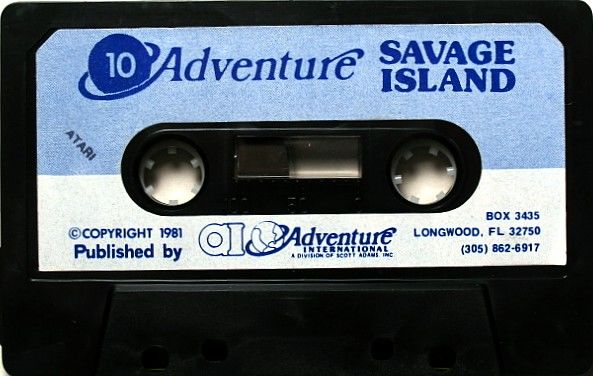 10 Adventure SAVAGE
ISLAND
ATARI
©COPYRIGHT 1981
Published by
ai Adventure
INTERNATIONAL
A DIVISION OF SCOTT ADAMS, INC
BOX 3435
LONGWOOD, FL 32750
(305) 862-6917